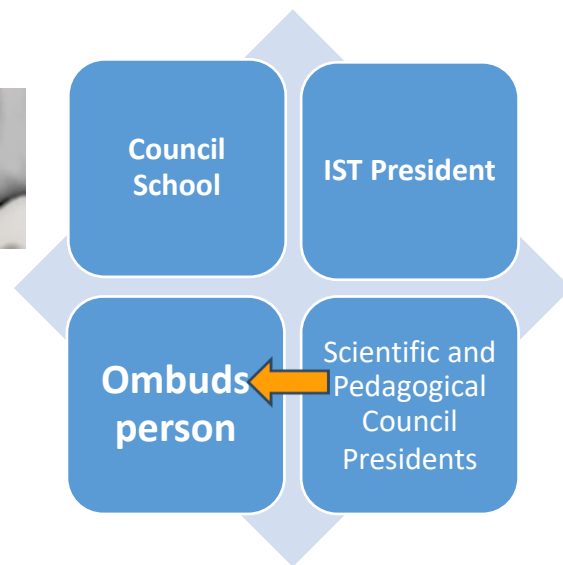 Council
School
IST President
Ombuds
person
Scientific and
Pedagogical
Council
Presidents